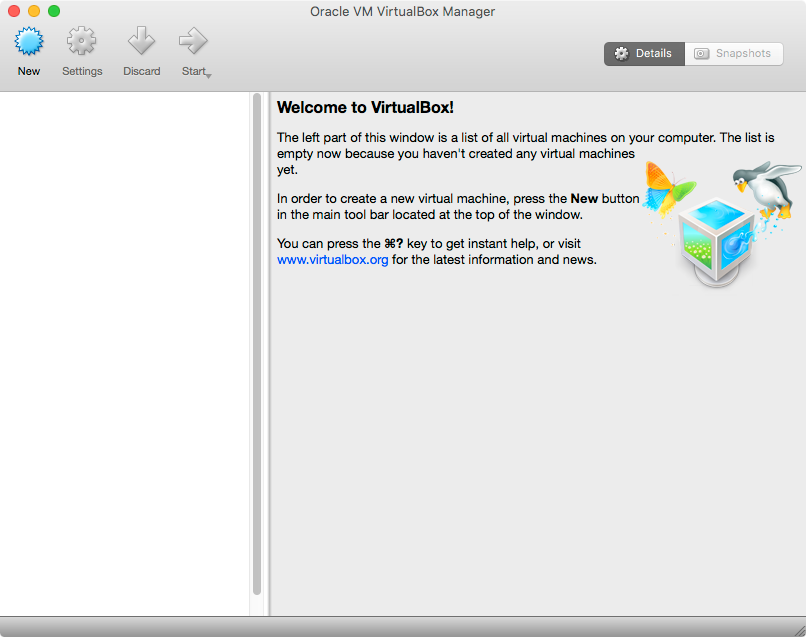 Oracle VM VirtualBox Manager
New
Settings
Discard
Start
Details
Snapshots
Welcome to VirtualBox!
The left part of this window is a list of all virtual machines on your computer. The list is
empty now because you haven't created any virtual machines
yet.
In order to create a new virtual machine, press the New button
in the main tool bar located at the top of the window.
You can press the ⌘? key to get instant help, or visit
www.virtualbox.org for the latest information and news.